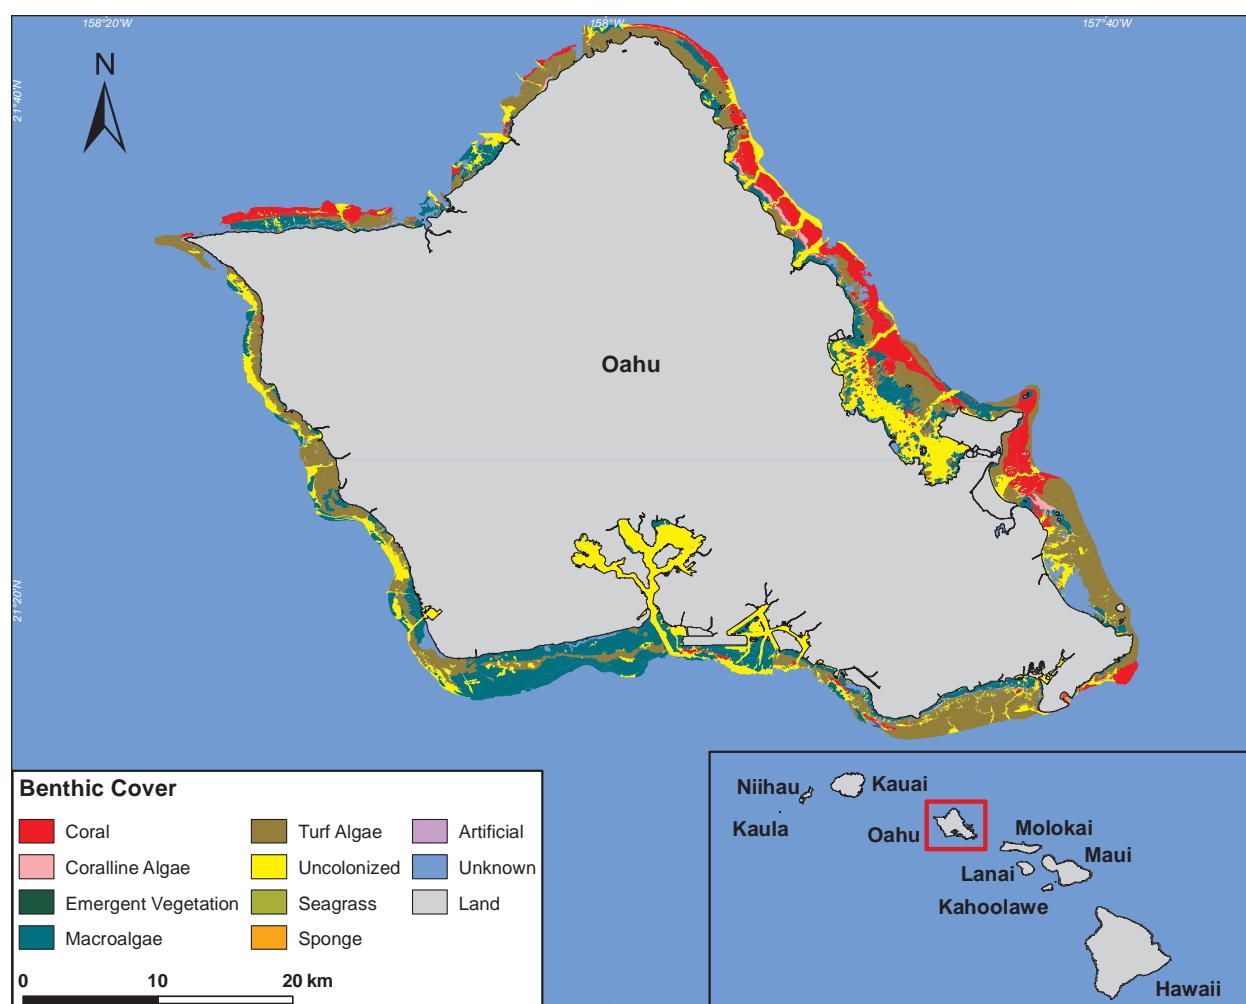 158°20'W
158°W
157°40'W
21°40'N
N
Oahu
21°20'N
Benthic Cover
Coral
Turf Algae
Artificial
Coralline Algae
Uncolonized
Unknown
Emergent Vegetation
Seagrass
Land
Macroalgae
Sponge
0 10 20 km
Niihau
Kauai
Kaula
Oahu
Molokai
Maui
Lanai
Kahoolawe
Hawaii